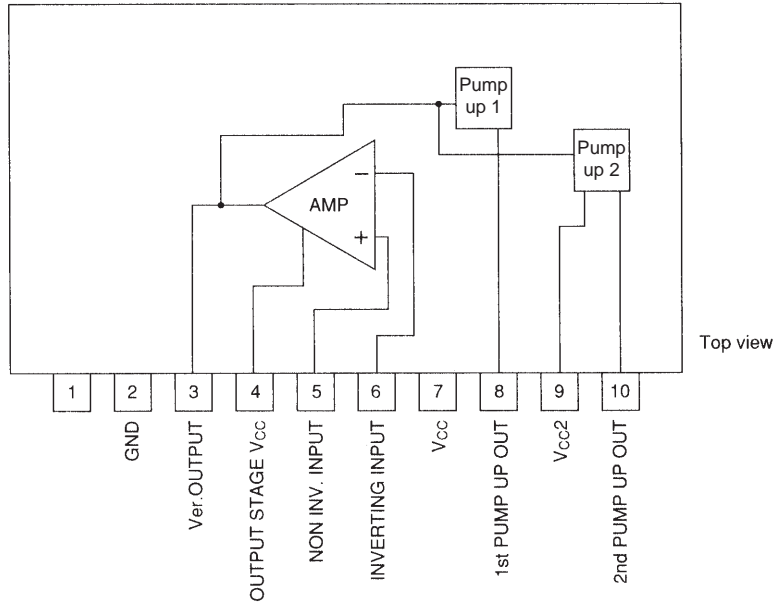 Pump
up 1
Pump
up 2
−
AMP
+
Top view
1 2 3 4 5 6 7 8 9 10
GND
Ver.OUTPUT
OUTPUT STAGE VCC
NON INV. INPUT
INVERTING INPUT
VCC
1st PUMP UP OUT
VCC2
2nd PUMP UP OUT